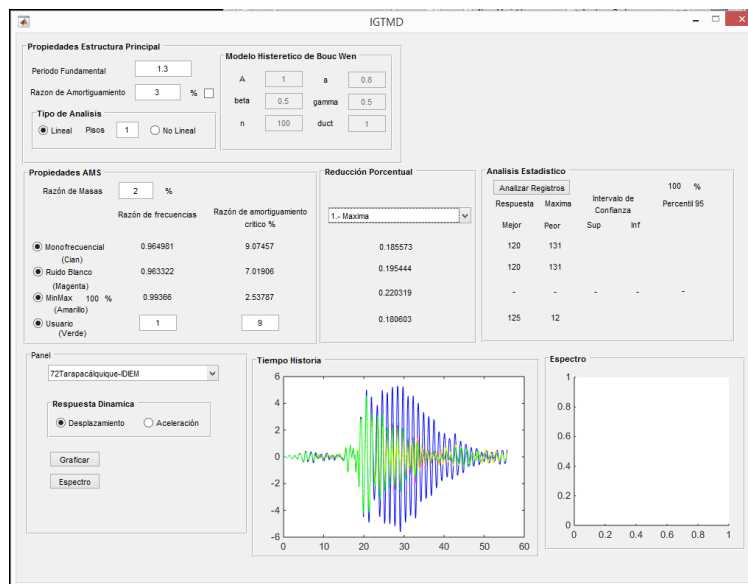 IGTMD
Propiedades Estructura Principal
Periodo Fundamental 1.3
Razon de Amortiguamiento 3 %
Tipo de Analisis
Lineal Pisos 1 No Lineal
Modelo Histeretico de Bouc Wen
A 1 a 0.8
beta 0.5 gamma 0.5
n 100 duct 1
Propiedades AMS
Razón de Masas 2 %
Razón de frecuencias Razón de amortiguamiento
critico %
Monofrecuencial 0.964981 9.07457
(Cian)
Ruido Blanco 0.963322 7.01906
(Magenta)
MinMax 100 % 0.99366 2.53787
(Amarillo)
Usuario 1 9
(Verde)
Reducción Porcentual
1.- Maxima
0.185573
0.195444
0.220319
0.180603
Analisis Estadistico
Analizar Registros 100 %
Respuesta Maxima Intervalo de
Confianza Percentil 95
Mejor Peor Sup Inf
120 131
120 131
- - - - -
125 12
Panel
72Tarapacálquique-IDIEM
Respuesta Dinamica
Desplazamiento Aceleración
Graficar
Espectro
Tiempo Historia
6
4
2
0
-2
-4
-6
0 10 20 30 40 50 60
Espectro
1
0.8
0.6
0.4
0.2
0
0 0.2 0.4 0.6 0.8 1